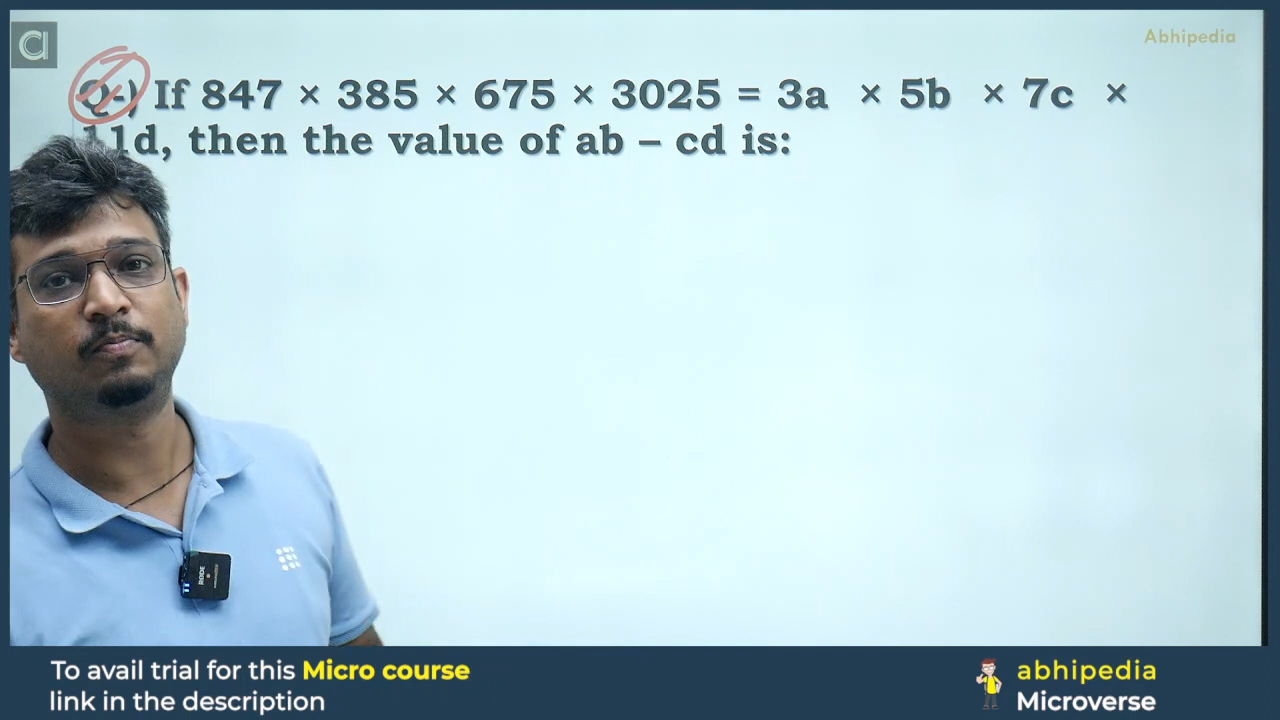 Abhipedia
Q-) If 847 × 385 × 675 × 3025 = 3a × 5b × 7c ×
11d, then the value of ab – cd is:
RODE
To avail trial for this Micro course
link in the description
abhipedia
Microverse